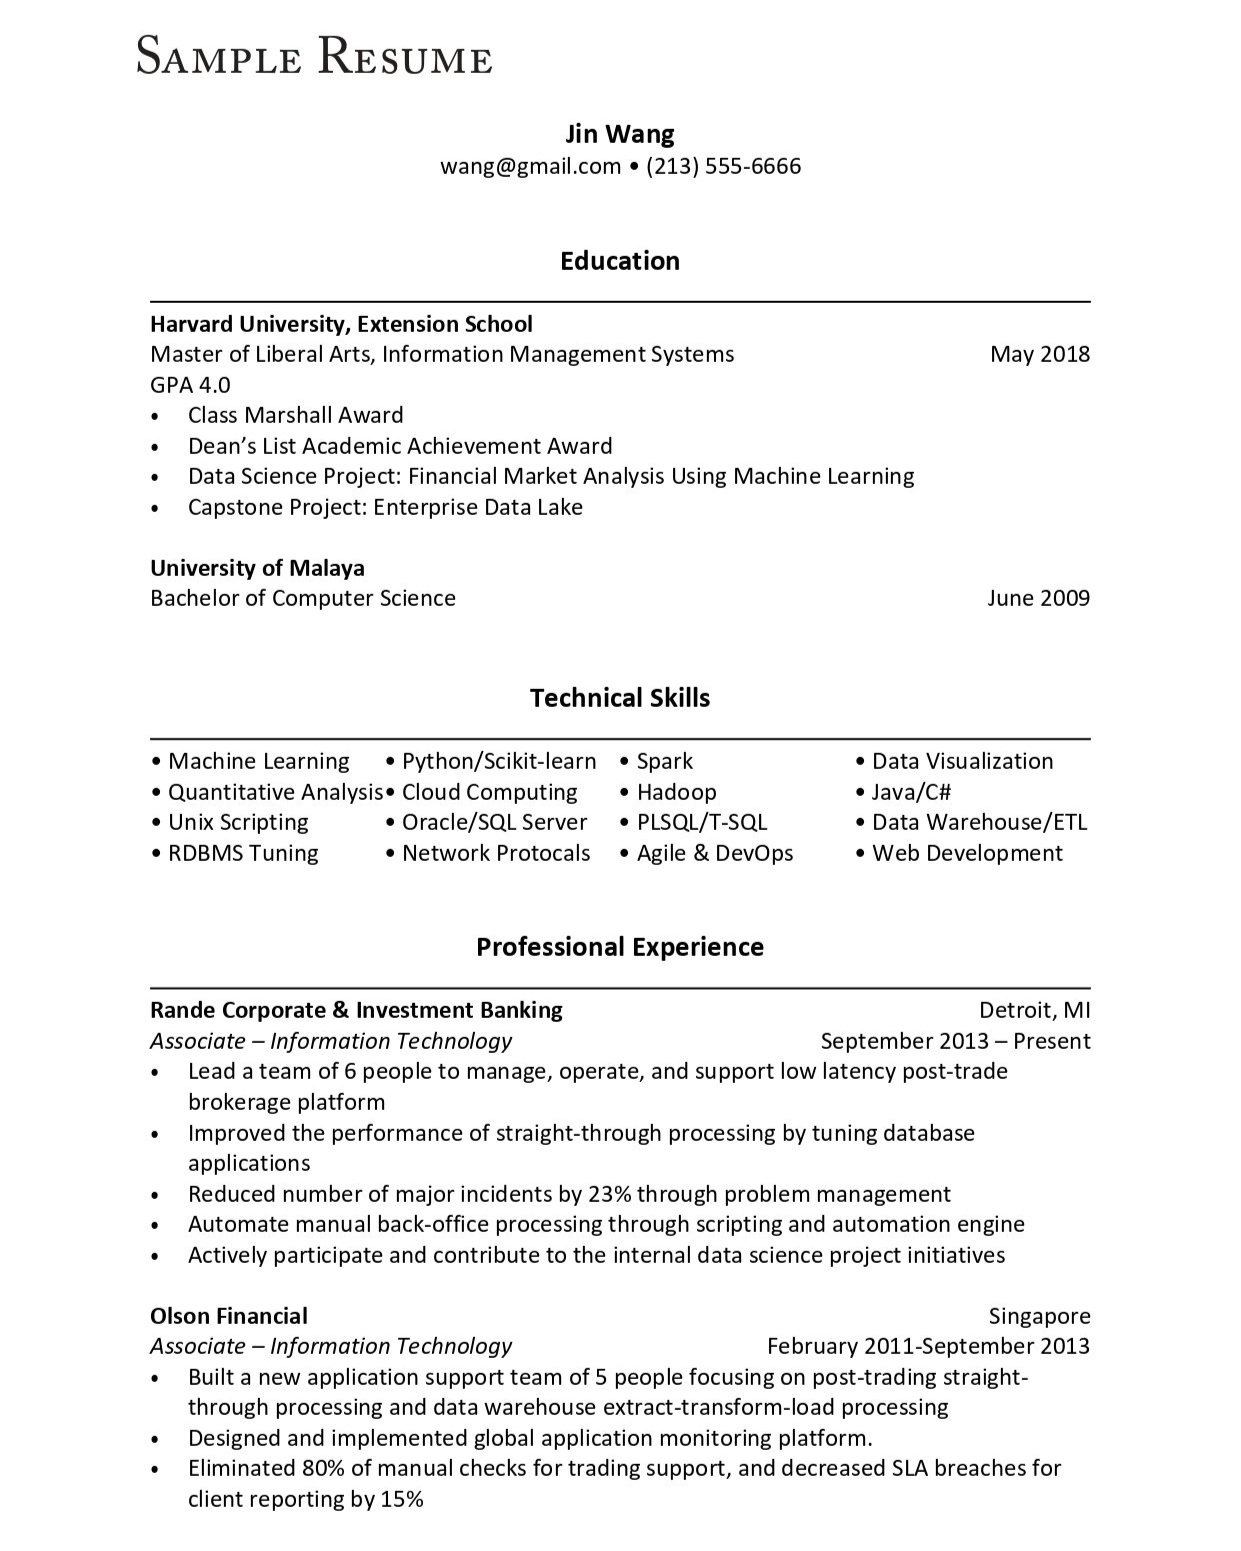 SAMPLE RESUME
Jin Wang
wang@gmail.com • (213) 555-6666
Education
Harvard University, Extension School
Master of Liberal Arts, Information Management Systems May 2018
GPA 4.0
• Class Marshall Award
• Dean’s List Academic Achievement Award
• Data Science Project: Financial Market Analysis Using Machine Learning
• Capstone Project: Enterprise Data Lake
University of Malaya
Bachelor of Computer Science June 2009
Technical Skills
• Machine Learning • Python/Scikit-learn • Spark • Data Visualization
• Quantitative Analysis • Cloud Computing • Hadoop • Java/C#
• Unix Scripting • Oracle/SQL Server • PLSQL/T-SQL • Data Warehouse/ETL
• RDBMS Tuning • Network Protocals • Agile & DevOps • Web Development
Professional Experience
Rande Corporate & Investment Banking Detroit, MI
Associate – Information Technology September 2013 – Present
• Lead a team of 6 people to manage, operate, and support low latency post-trade
brokerage platform
• Improved the performance of straight-through processing by tuning database
applications
• Reduced number of major incidents by 23% through problem management
• Automate manual back-office processing through scripting and automation engine
• Actively participate and contribute to the internal data science project initiatives
Olson Financial Singapore
Associate – Information Technology February 2011-September 2013
• Built a new application support team of 5 people focusing on post-trading straight-
through processing and data warehouse extract-transform-load processing
• Designed and implemented global application monitoring platform.
• Eliminated 80% of manual checks for trading support, and decreased SLA breaches for
client reporting by 15%